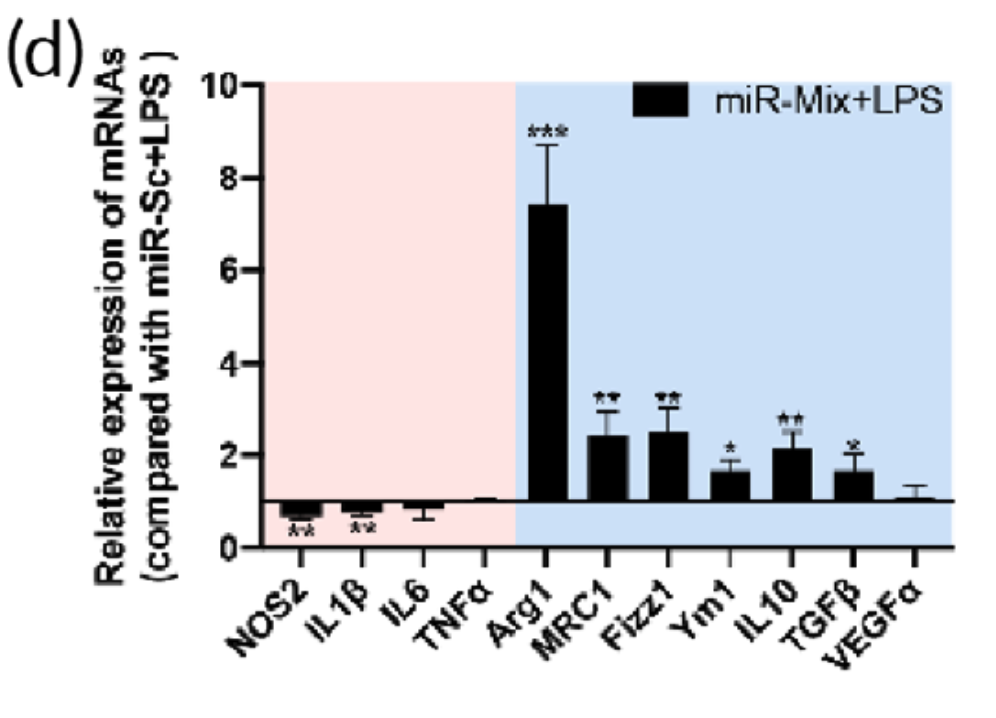 (d)
Relative expression of mRNAs
(compared with miR-Sc+LPS )
miR-Mix+LPS
10
8
6
4
2
0
***
**
**
*
**
*
**
**
NOS2
IL1β
IL6
TNFα
Arg1
MRC1
Fizz1
Ym1
IL10
TGFβ
VEGFα